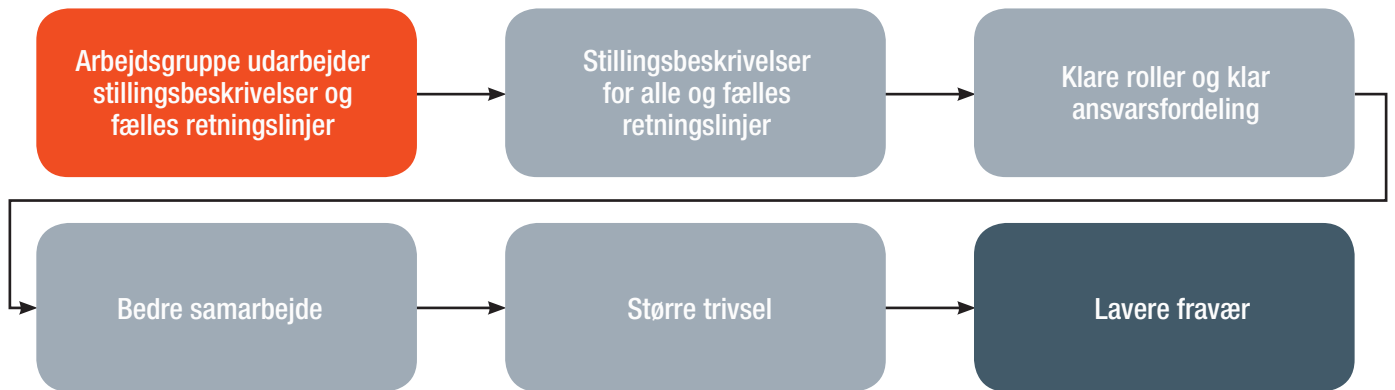 Arbejdsgruppe udarbejder
stillingsbeskrivelser og
fælles retningslinjer
Stillingsbeskrivelser
for alle og fælles
retningslinjer
Klare roller og klar
ansvarsfordeling
Bedre samarbejde
Større trivsel
Lavere fravær